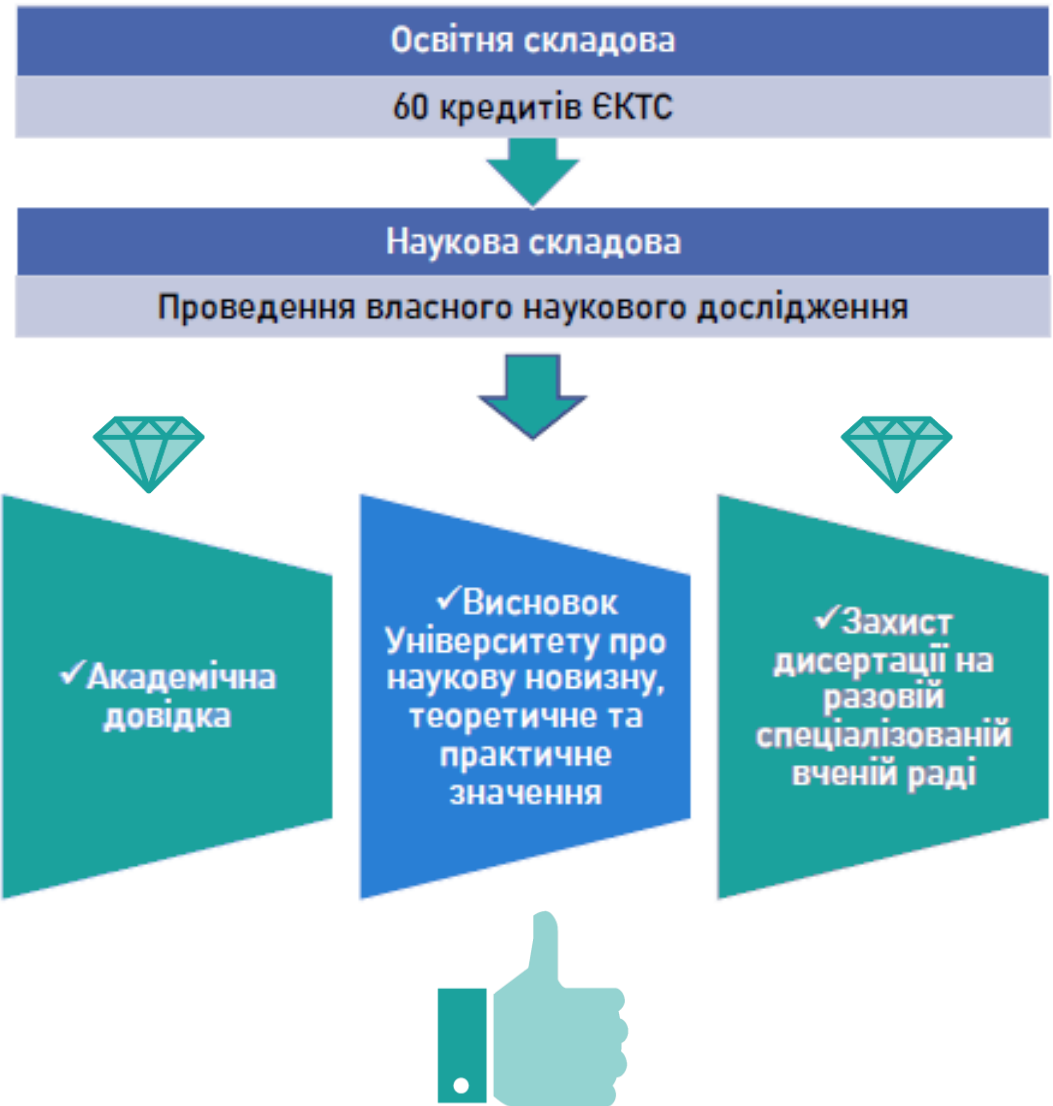 Освітня складова
60 кредитів ЄКТС
Наукова складова
Проведення власного наукового дослідження
✓Академічна
довідка
✓Висновок
Університету про
наукову новизну,
теоретичне та
практичне
значення
✓Захист
дисертації на
разовій
спеціалізованій
вченій раді